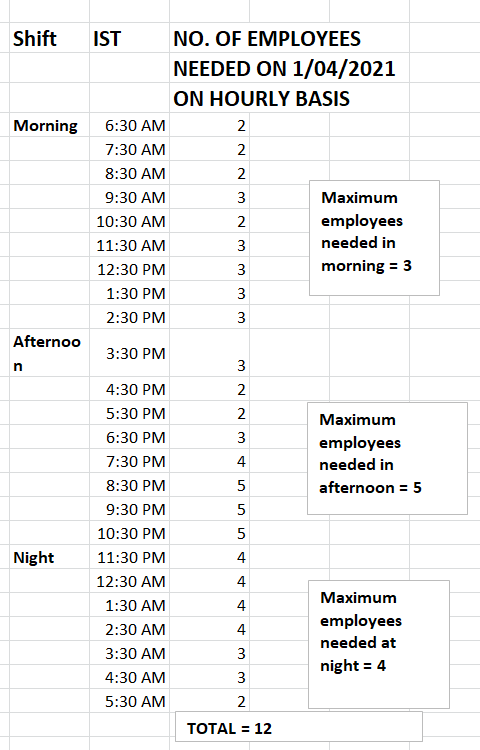 Shift IST NO. OF EMPLOYEES
NEEDED ON 1/04/2021
ON HOURLY BASIS
Morning 6:30 AM 2
7:30 AM 2
8:30 AM 2
9:30 AM 3
10:30 AM 2
11:30 AM 3
12:30 PM 3
1:30 PM 3
2:30 PM 3
Maximum
employees
needed in
morning = 3
Afternoo
n
3:30 PM 3
4:30 PM 2
5:30 PM 2
6:30 PM 3
7:30 PM 4
8:30 PM 5
9:30 PM 5
10:30 PM 5
Maximum
employees
needed in
afternoon = 5
Night 11:30 PM 4
12:30 AM 4
1:30 AM 4
2:30 AM 4
3:30 AM 3
4:30 AM 3
5:30 AM 2
Maximum
employees
needed at
night = 4
TOTAL = 12